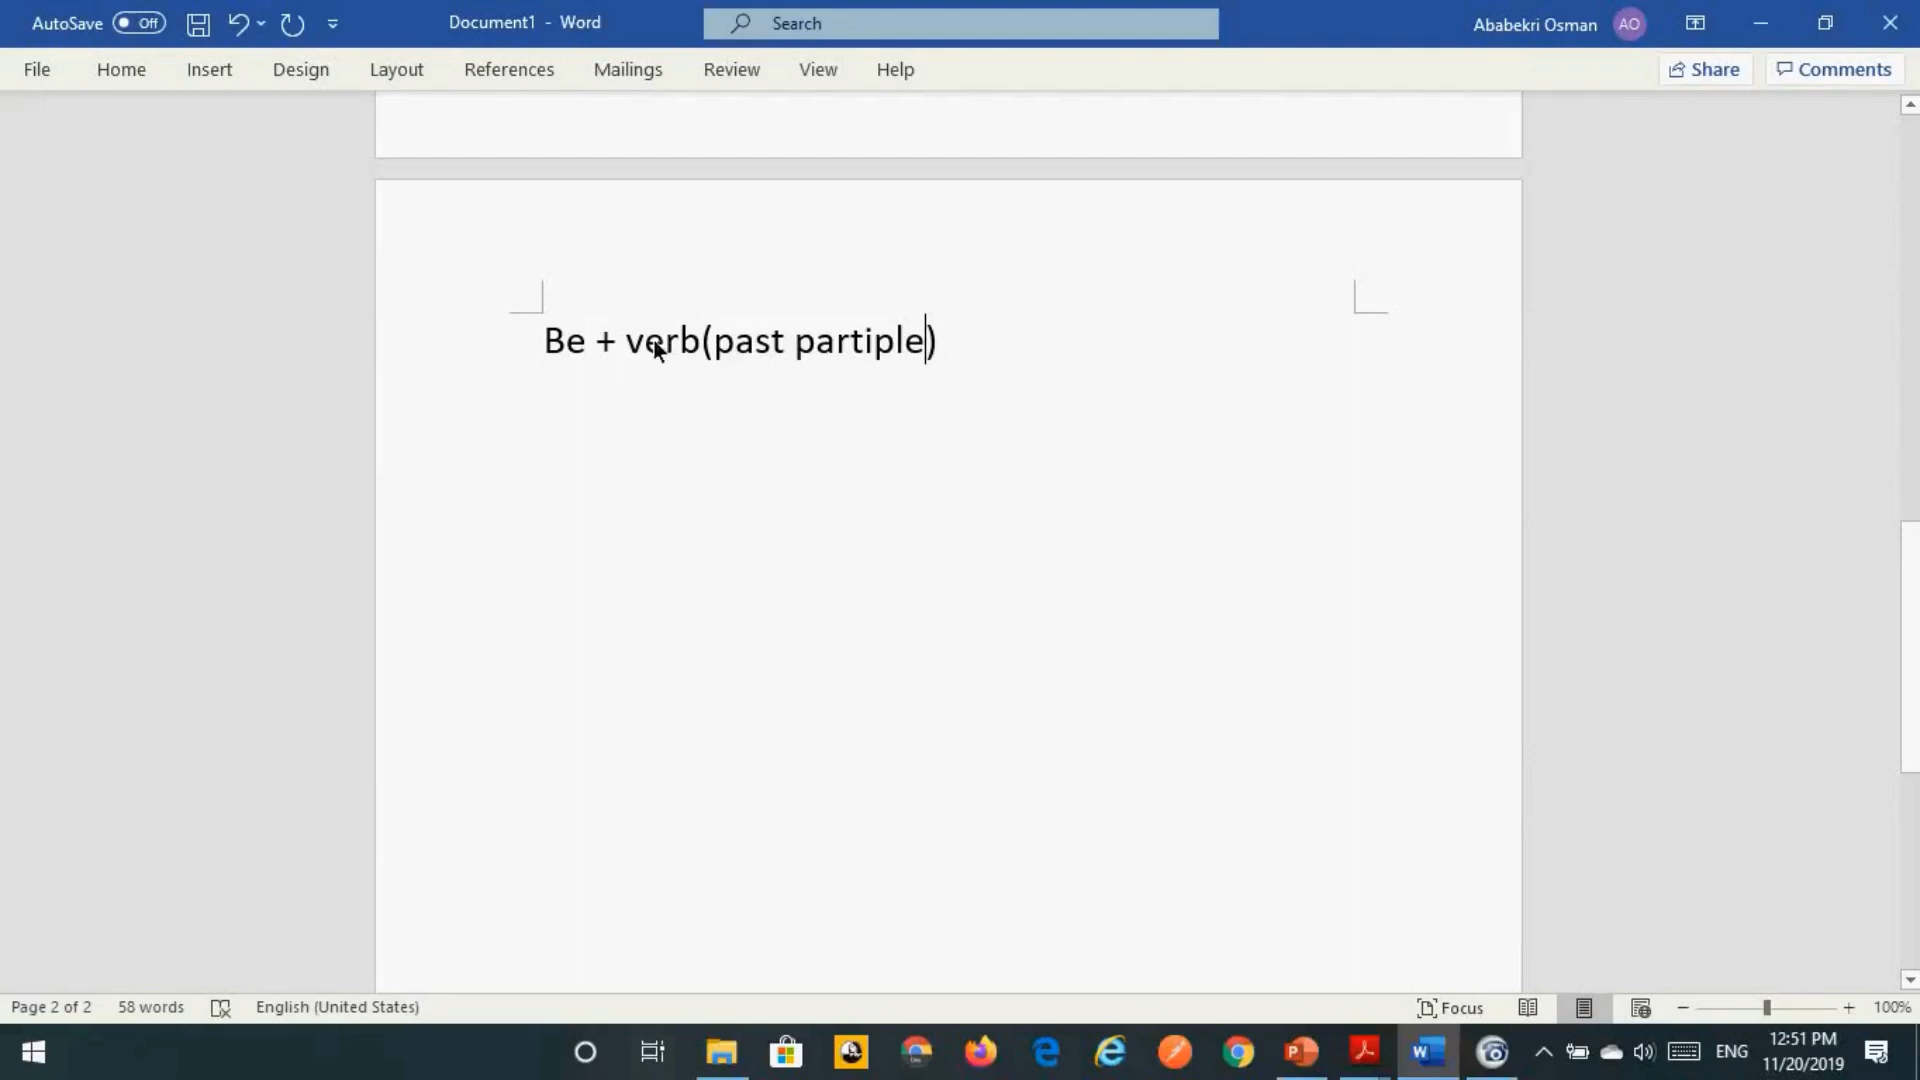 AutoSave Off Document1 - Word Search Ababekri Osman AO
File Home Insert Design Layout References Mailings Review View Help Share Comments
Be + verb(past partiple)
Page 2 of 2 58 words English (United States) Focus 100%
ENG 12:51 PM
11/20/2019